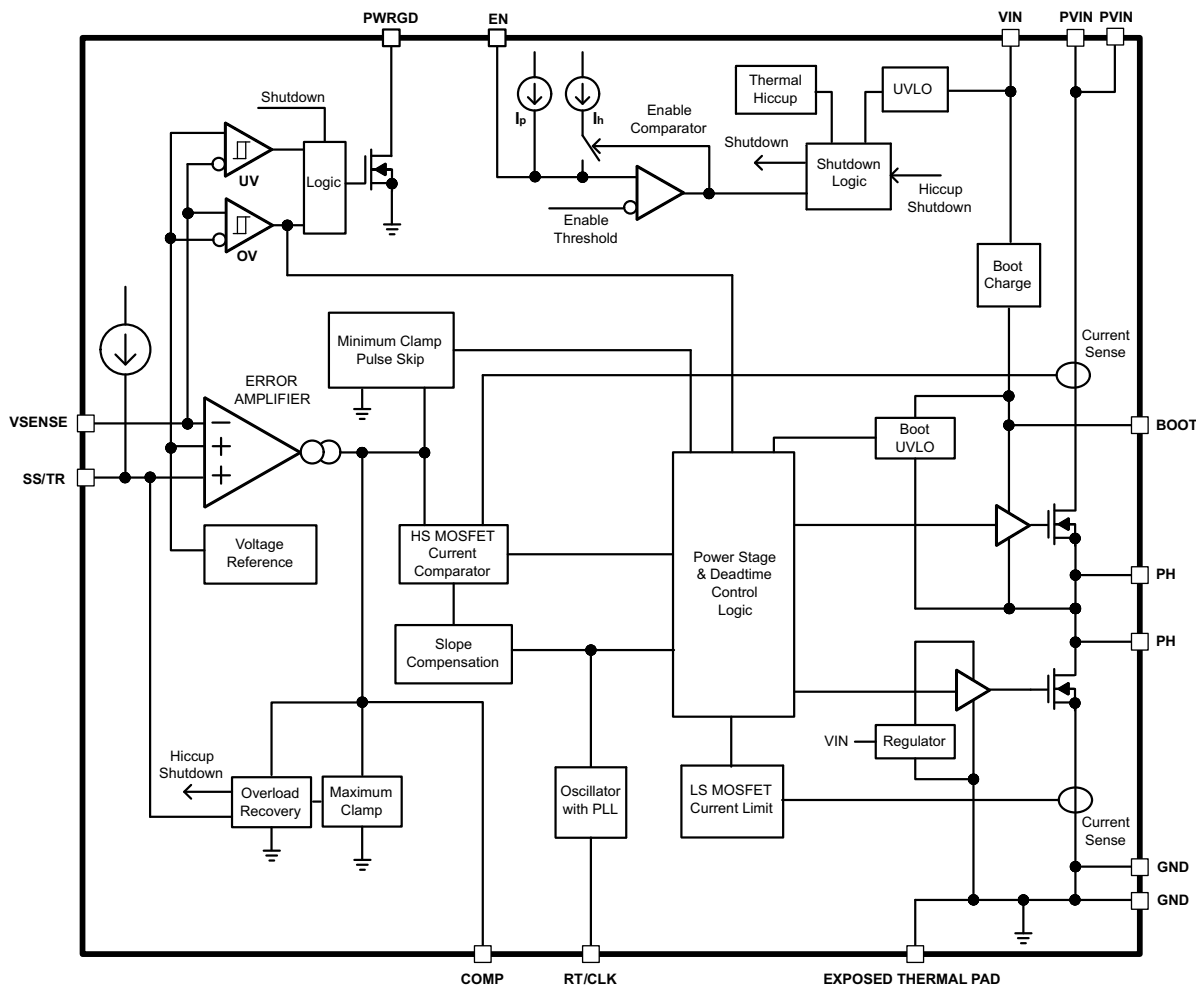 PWRGD
EN
VIN
PVIN PVIN
Shutdown
Ip
Ih
Enable
Comparator
Thermal
Hiccup
UVLO
UV
Logic
Shutdown
Shutdown
Logic
Hiccup
Shutdown
Enable
Threshold
OV
Boot
Charge
Minimum Clamp
Pulse Skip
Current
Sense
ERROR
AMPLIFIER
VSENSE
−
+
+
SS/TR
BOOT
Boot
UVLO
Voltage
Reference
HS MOSFET
Current
Comparator
Power Stage
& Deadtime
Control
Logic
PH
PH
Slope
Compensation
VIN
Regulator
Hiccup
Shutdown
Overload
Recovery
Maximum
Clamp
Oscillator
with PLL
LS MOSFET
Current Limit
Current
Sense
GND
GND
COMP
RT/CLK
EXPOSED THERMAL PAD